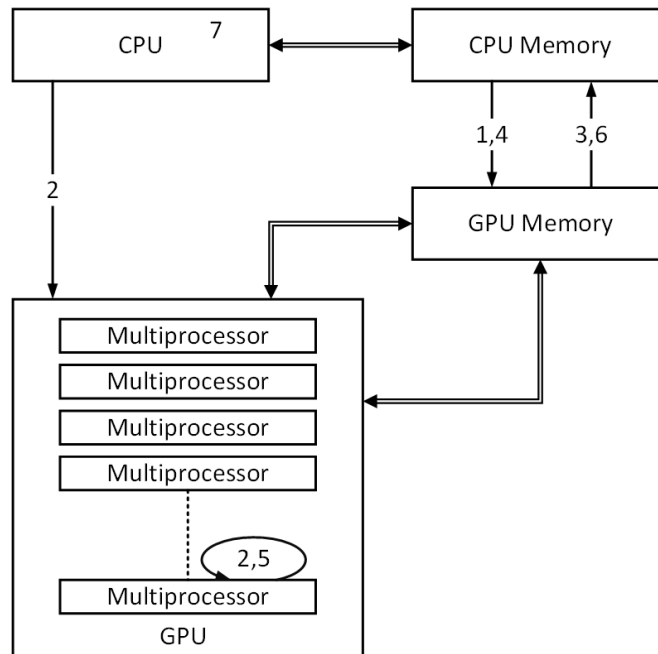 CPU 7
CPU Memory
1,4
3,6
2
GPU Memory
Multiprocessor
Multiprocessor
Multiprocessor
Multiprocessor
2,5
Multiprocessor
GPU